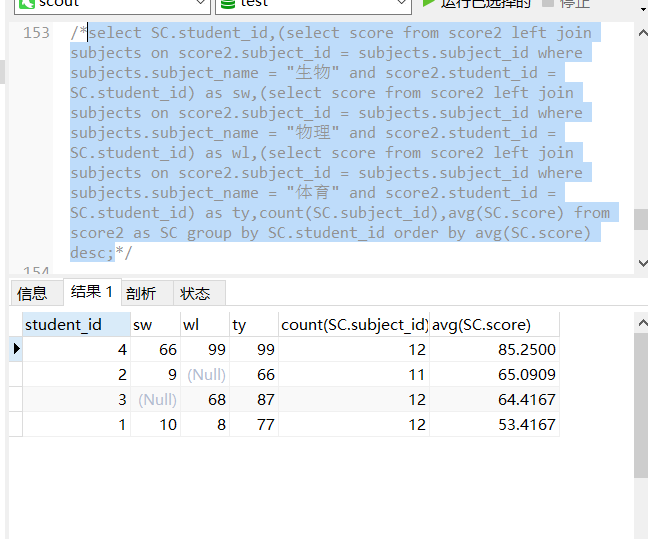 scout test 运行已选择的 停止
153 /*select SC.student_id,(select score from score2 left join
subjects on score2.subject_id = subjects.subject_id where
subjects.subject_name = "生物" and score2.student_id =
SC.student_id) as sw,(select score from score2 left join
subjects on score2.subject_id = subjects.subject_id where
subjects.subject_name = "物理" and score2.student_id =
SC.student_id) as wl,(select score from score2 left join
subjects on score2.subject_id = subjects.subject_id where
subjects.subject_name = "体育" and score2.student_id =
SC.student_id) as ty,count(SC.subject_id),avg(SC.score) from
score2 as SC group by SC.student_id order by avg(SC.score)
desc;*/
154
信息 结果 1 剖析 状态
student_id sw wl ty count(SC.subject_id) avg(SC.score)
4 66 99 99 12 85.2500
2 9 (Null) 66 11 65.0909
3 (Null) 68 87 12 64.4167
1 10 8 77 12 53.4167